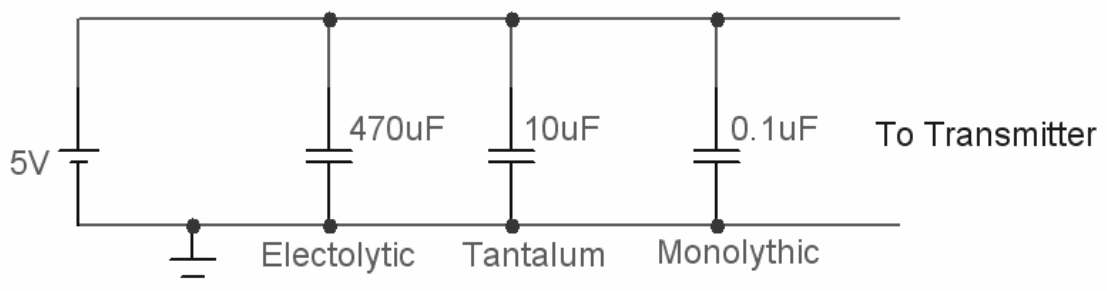 470uF
10uF
0.1uF
To Transmitter
5V
Electolytic
Tantalum
Monolythic